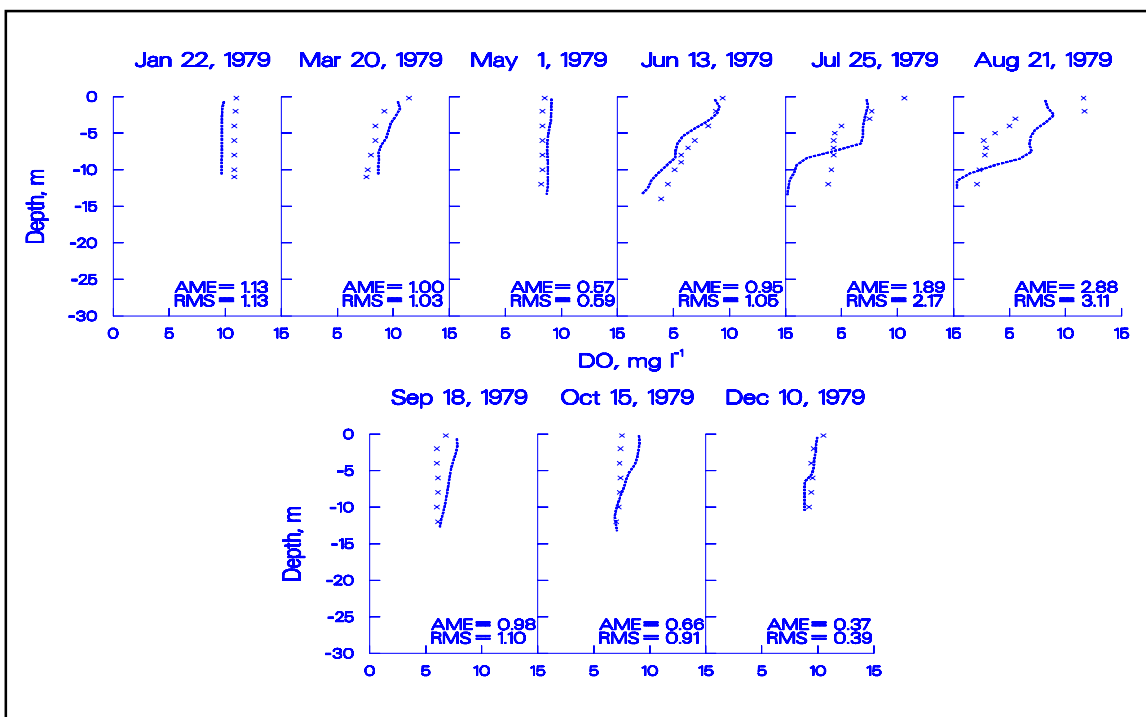 Jan 22, 1979 Mar 20, 1979 May 1, 1979 Jun 13, 1979 Jul 25, 1979 Aug 21, 1979
0
-5
-10
-15
-20
-25
-30
Depth, m
AME= 1.13 AME= 1.00 AME= 0.57 AME= 0.95 AME= 1.89 AME= 2.88
RMS= 1.13 RMS= 1.03 RMS= 0.59 RMS= 1.05 RMS= 2.17 RMS= 3.11
0 5 10 15 5 10 15 5 10 15 5 10 15 5 10 15 5 10 15
DO, mg l⁻¹
Sep 18, 1979 Oct 15, 1979 Dec 10, 1979
0
-5
-10
-15
-20
-25
-30
Depth, m
AME= 0.98 AME= 0.66 AME= 0.37
RMS= 1.10 RMS= 0.91 RMS= 0.39
0 5 10 15 5 10 15 5 10 15